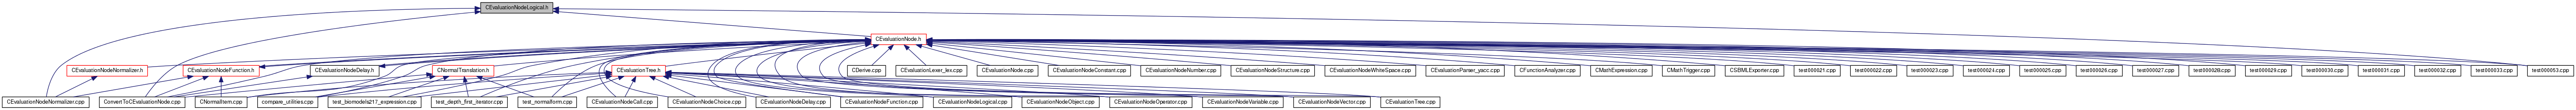 CEvaluationNodeLogical.h
CEvaluationNode.h
CEvaluationNodeNormalizer.h
CEvaluationNodeFunction.h
CEvaluationNodeDelay.h
CNormalTranslation.h
CEvaluationTree.h
CDerive.cpp
CEvaluationLexer_lex.cpp
CEvaluationNode.cpp
CEvaluationNodeConstant.cpp
CEvaluationNodeNumber.cpp
CEvaluationNodeStructure.cpp
CEvaluationNodeWhiteSpace.cpp
CEvaluationParser_yacc.cpp
CFunctionAnalyzer.cpp
CMathExpression.cpp
CMathTrigger.cpp
CSBMLExporter.cpp
test000021.cpp
test000022.cpp
test000023.cpp
test000024.cpp
test000025.cpp
test000026.cpp
test000027.cpp
test000028.cpp
test000029.cpp
test000030.cpp
test000031.cpp
test000032.cpp
test000033.cpp
test000053.cpp
CEvaluationNodeNormalizer.cpp
ConvertToCEvaluationNode.cpp
CNormalItem.cpp
compare_utilities.cpp
test_biomodels217_expression.cpp
test_depth_first_iterator.cpp
test_normalform.cpp
CEvaluationNodeCall.cpp
CEvaluationNodeChoice.cpp
CEvaluationNodeDelay.cpp
CEvaluationNodeFunction.cpp
CEvaluationNodeLogical.cpp
CEvaluationNodeObject.cpp
CEvaluationNodeOperator.cpp
CEvaluationNodeVariable.cpp
CEvaluationNodeVector.cpp
CEvaluationTree.cpp